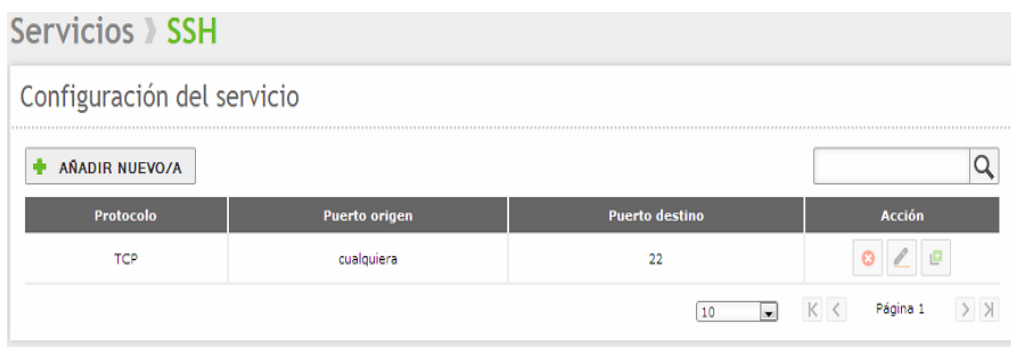 Servicios > SSH
Configuración del servicio
AÑADIR NUEVO/A
Protocolo Puerto origen Puerto destino Acción
TCP cualquiera 22
10 Página 1